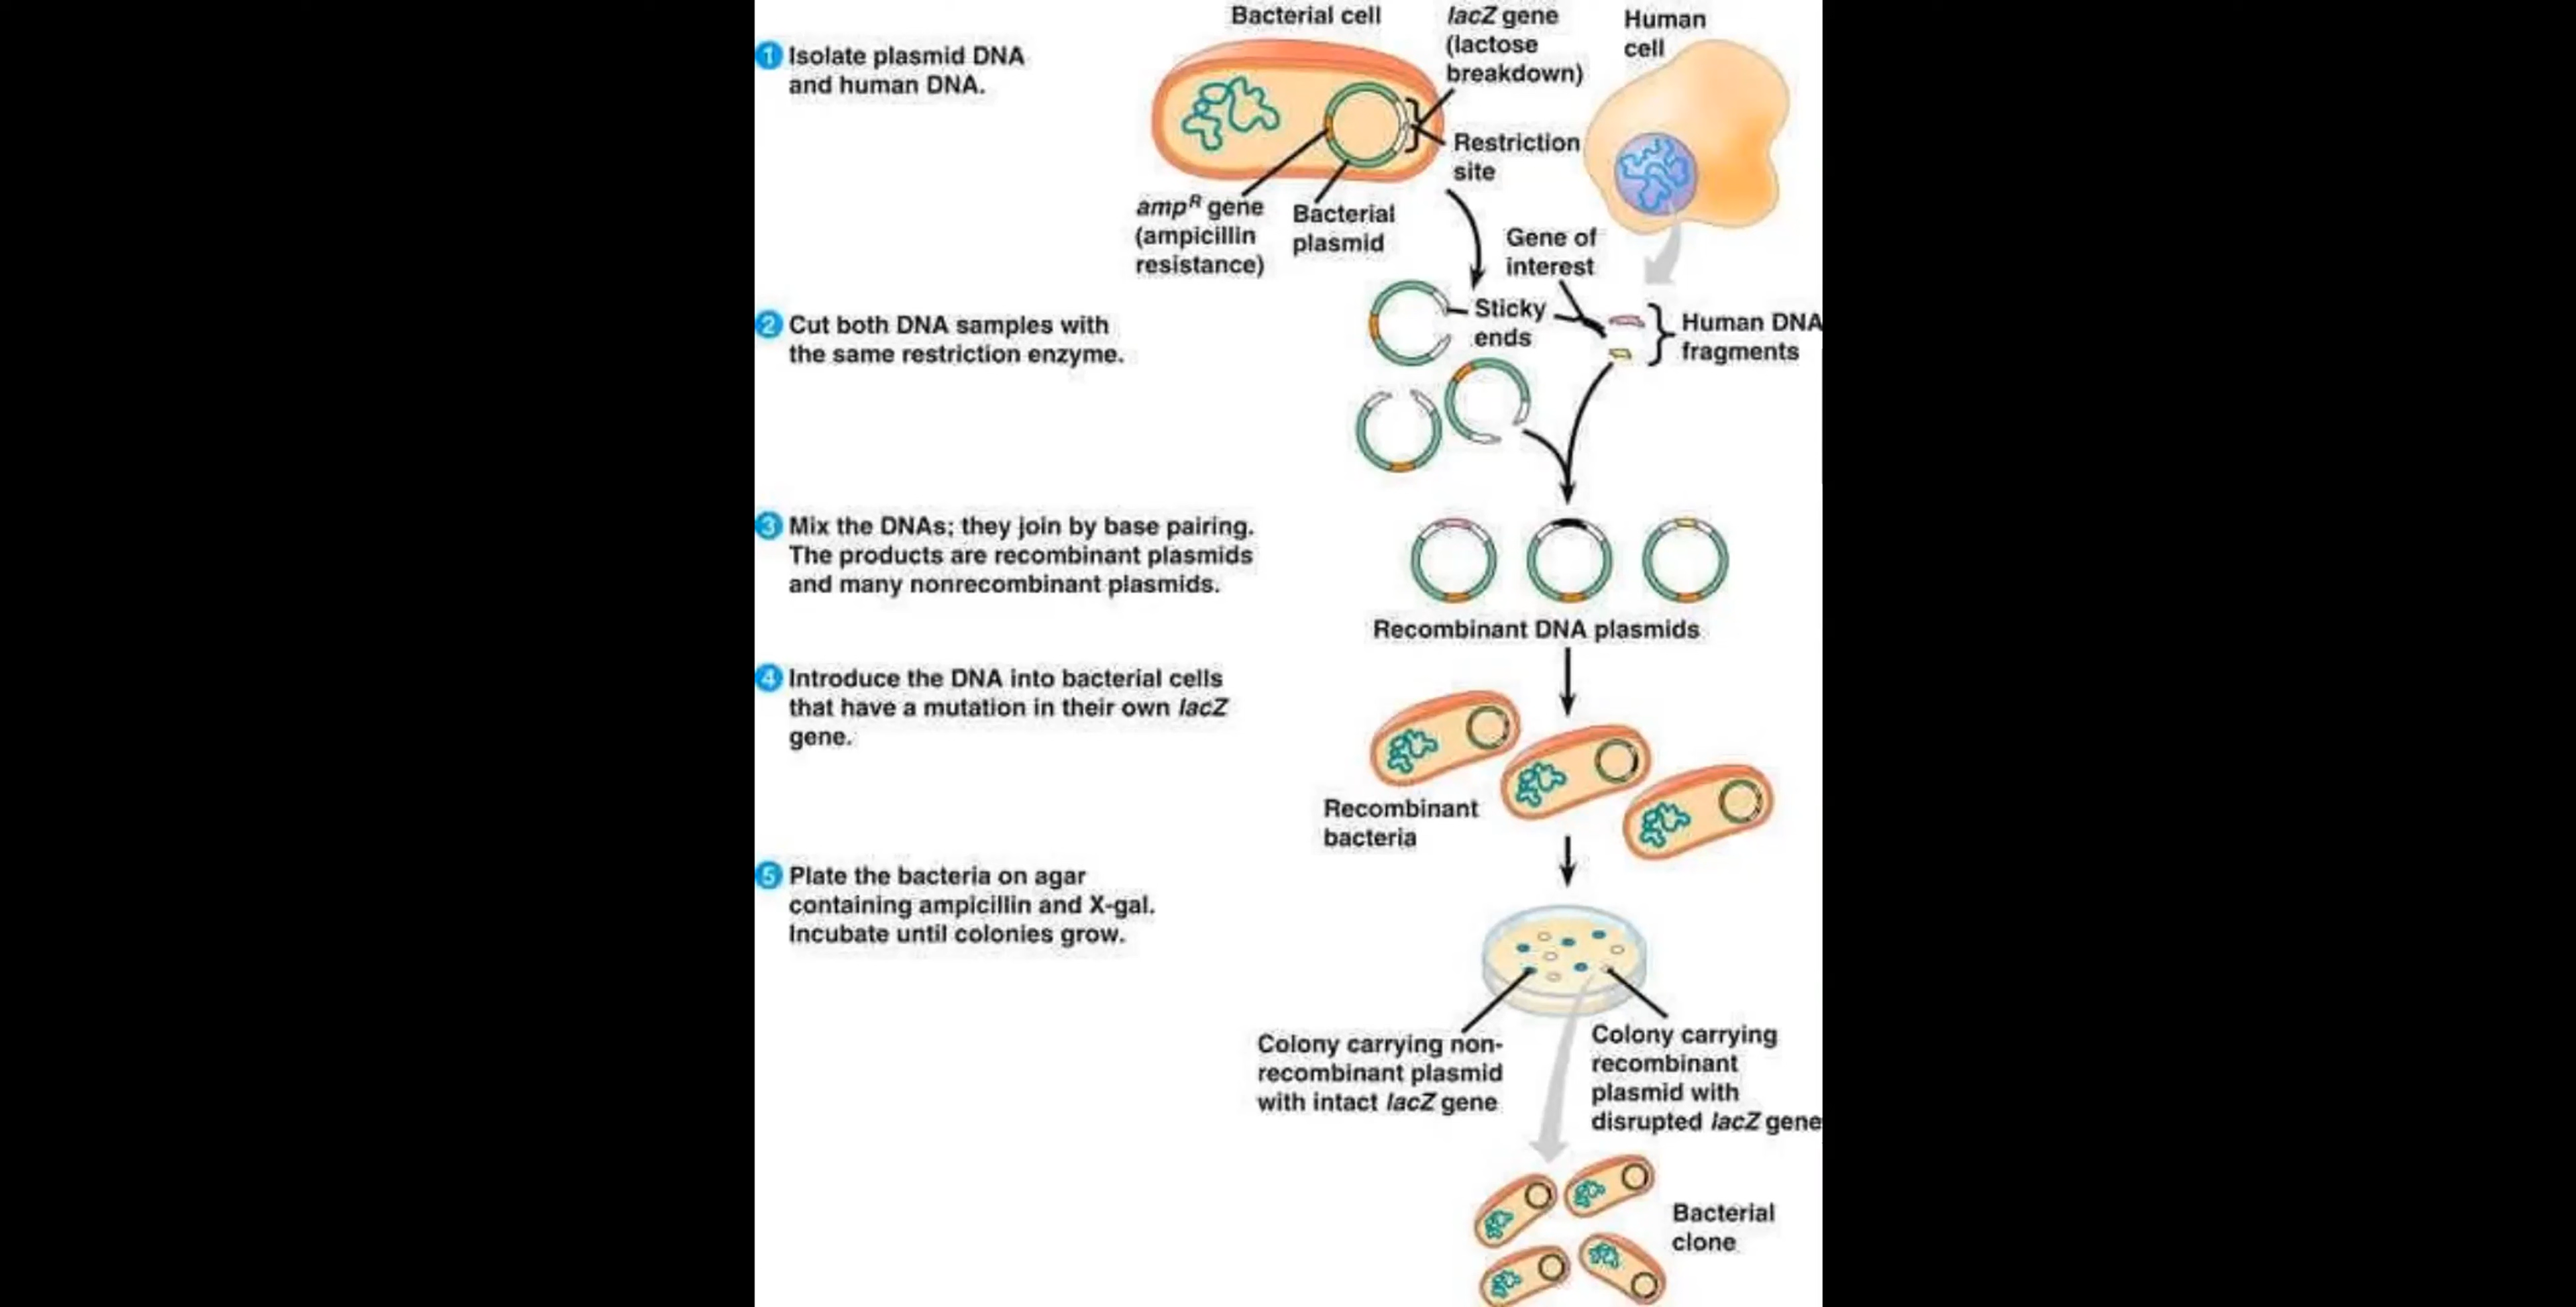 Bacterial cell
lacZ gene
(lactose
breakdown)
Human
cell
1 Isolate plasmid DNA
and human DNA.
Restriction
site
ampR gene
(ampicillin
resistance)
Bacterial
plasmid
Gene of
interest
2 Cut both DNA samples with
the same restriction enzyme.
Sticky
ends
Human DNA
fragments
3 Mix the DNAs; they join by base pairing.
The products are recombinant plasmids
and many nonrecombinant plasmids.
Recombinant DNA plasmids
4 Introduce the DNA into bacterial cells
that have a mutation in their own lacZ
gene.
Recombinant
bacteria
5 Plate the bacteria on agar
containing ampicillin and X-gal.
Incubate until colonies grow.
Colony carrying non-
recombinant plasmid
with intact lacZ gene
Colony carrying
recombinant
plasmid with
disrupted lacZ gene
Bacterial
clone